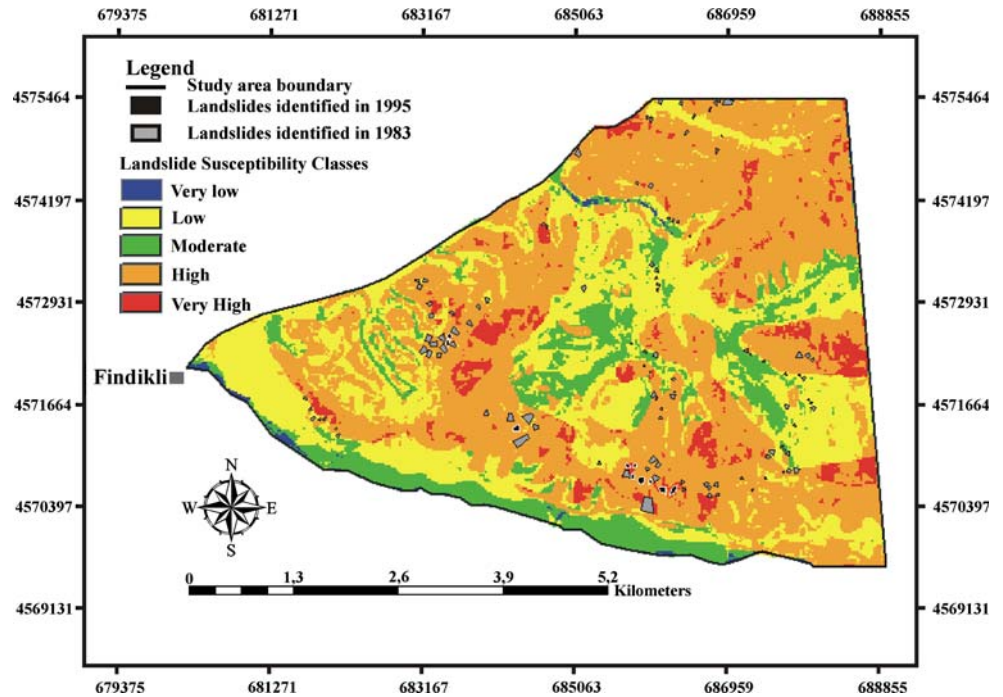 679375 681271 683167 685063 686959 688855
Legend
Study area boundary
4575464 Landslides identified in 1995 4575464
Landslides identified in 1983
Landslide Susceptibility Classes
Very low
4574197 Low 4574197
Moderate
High
4572931 Very High 4572931
Findikli
4571664 4571664
N
W E
S
4570397 4570397
0 1,3 2,6 3,9 5,2
Kilometers
4569131 4569131
679375 681271 683167 685063 686959 688855